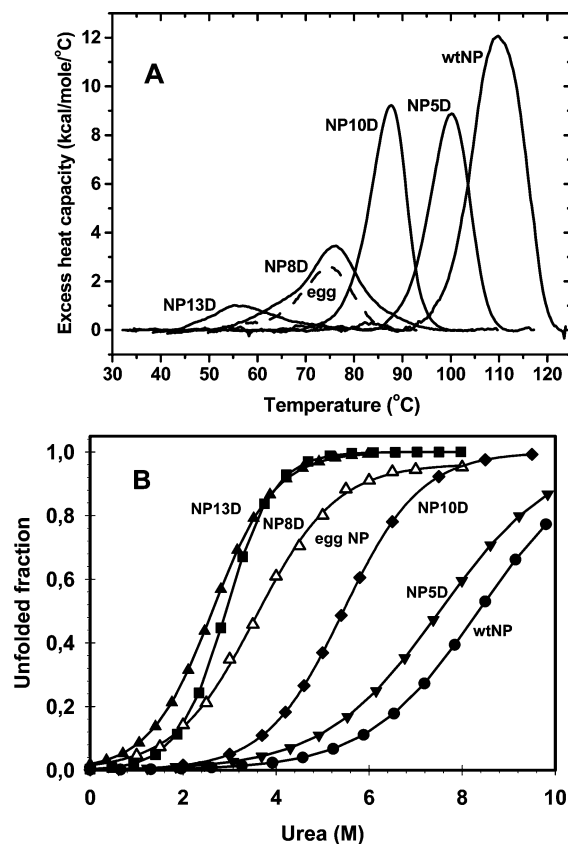 A
Excess heat capacity (kcal/mole/°C)
12
10
8
6
4
2
0
wtNP
NP10D
NP5D
NP8D
egg
NP13D
30 40 50 60 70 80 90 100 110 120
Temperature (°C)
B
Unfolded fraction
1,0
0,8
0,6
0,4
0,2
0,0
NP13D
NP8D
egg NP
NP10D
NP5D
wtNP
0 2 4 6 8 10
Urea (M)